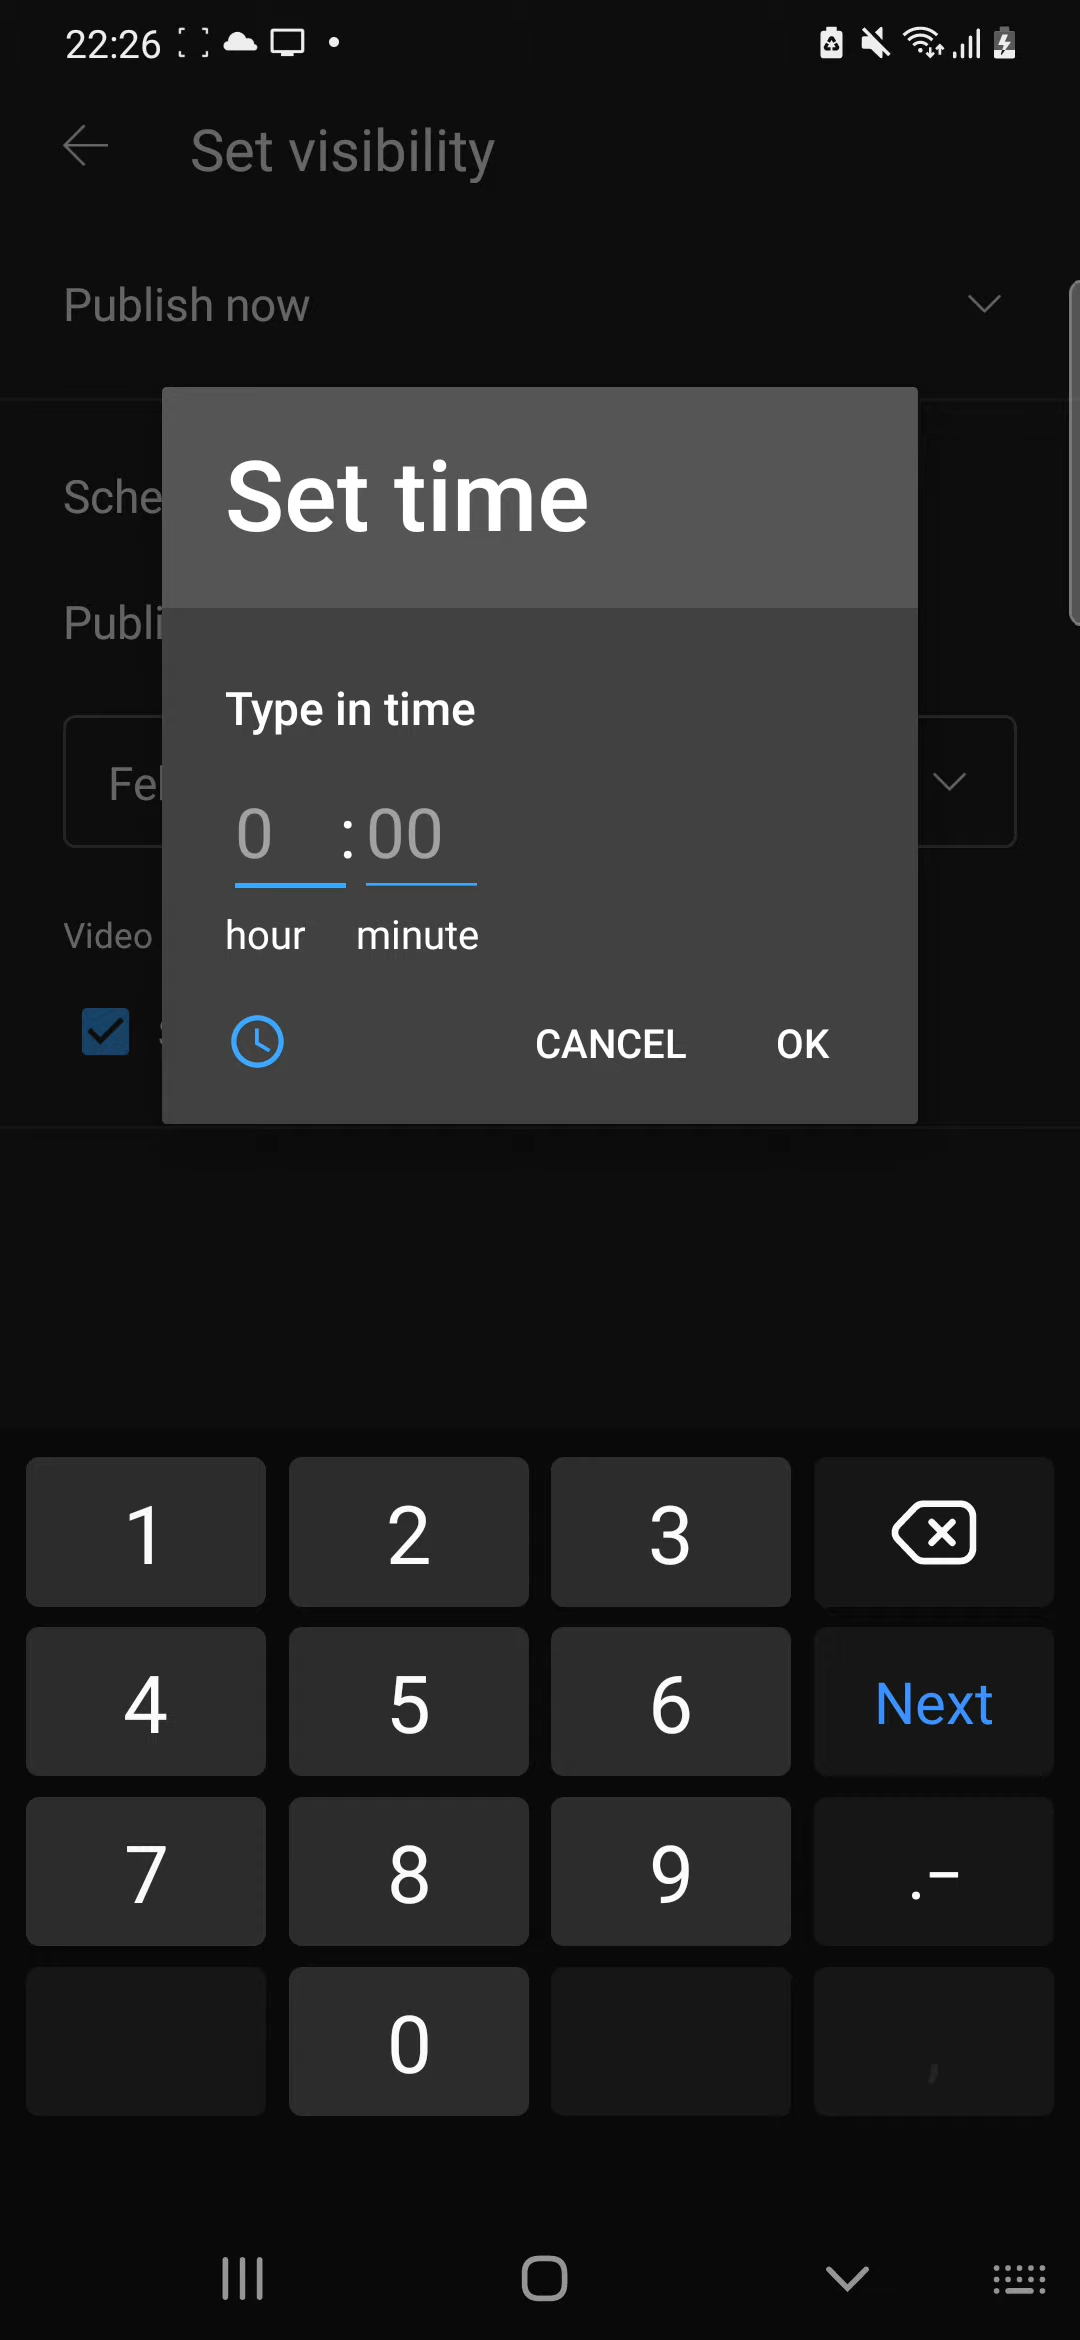 22:26
Set visibility
Publish now
Set time
Sche
Publi
Type in time
Fel
0 : 00
hour minute
Video
CANCEL OK
1 2 3
4 5 6 Next
7 8 9 .-
0 ,